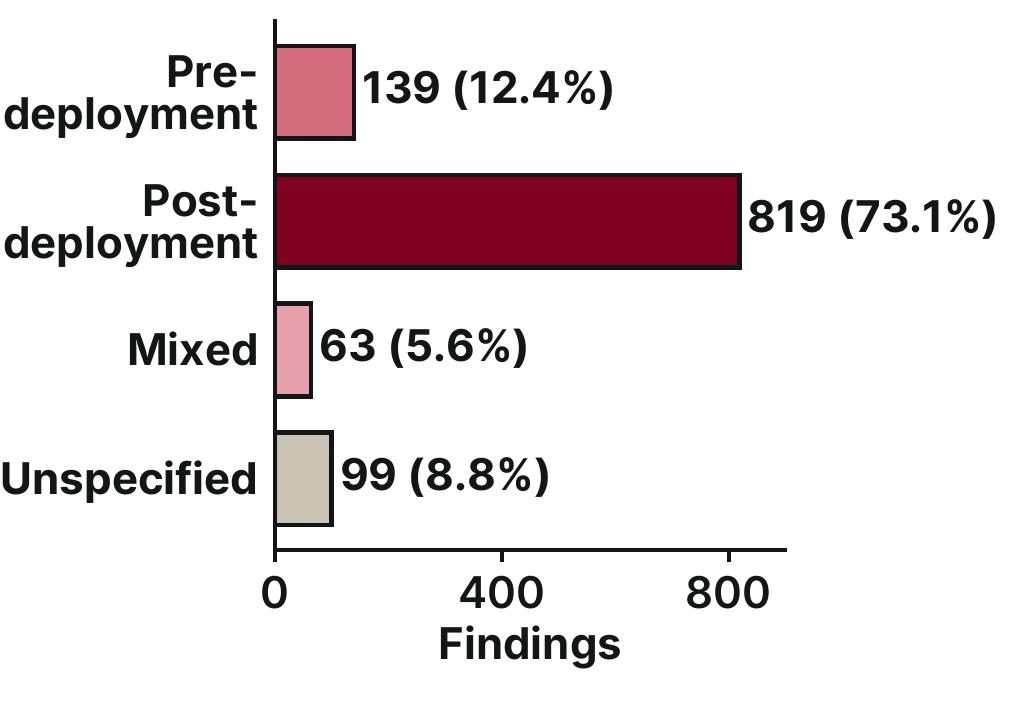 Pre-
deployment
139 (12.4%)
Post-
deployment
819 (73.1%)
Mixed
63 (5.6%)
Unspecified
99 (8.8%)
0 400 800
Findings